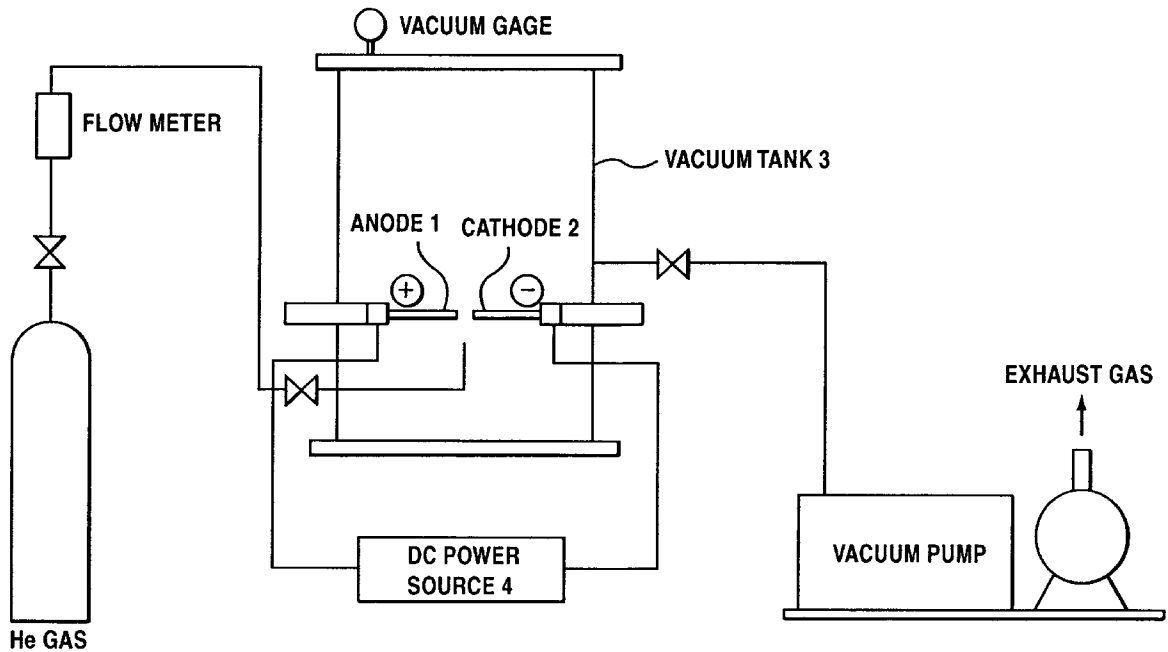 VACUUM GAGE
FLOW METER
VACUUM TANK 3
ANODE 1
CATHODE 2
+
−
EXHAUST GAS
DC POWER
SOURCE 4
VACUUM PUMP
He GAS